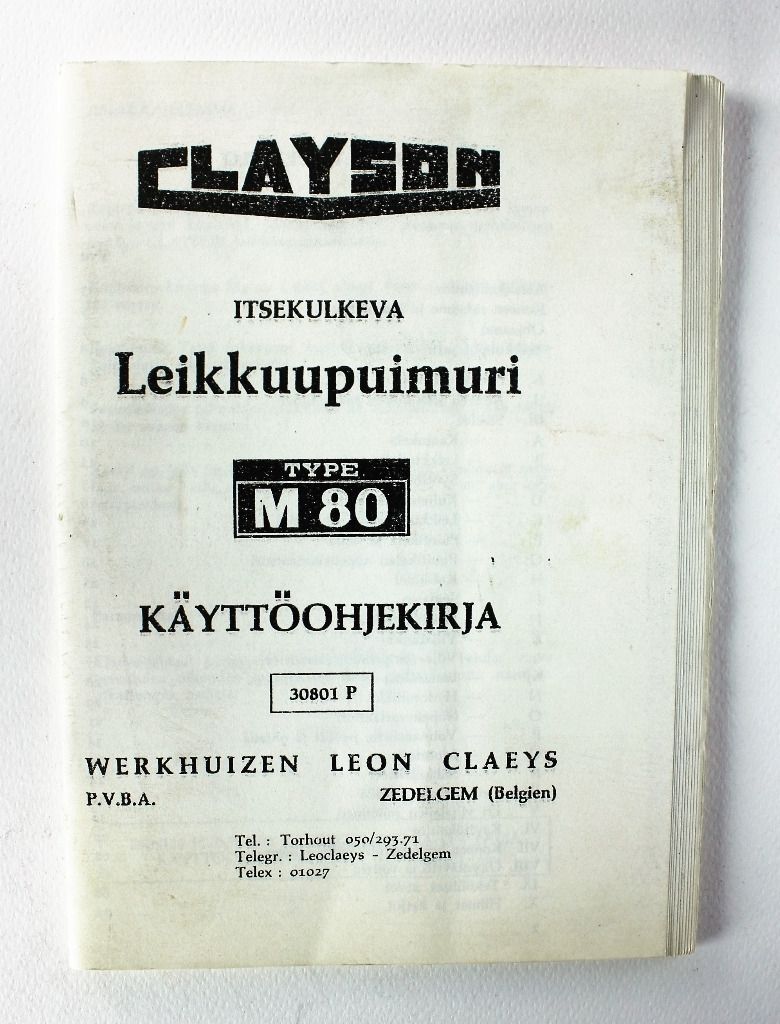 CLAYSON
ITSEKULKEVA
Leikkuupuimuri
TYPE
M 80
KÄYTTÖOHJEKIRJA
30801 P
WERKHUIZEN LEON CLAEYS
P.V.B.A. ZEDELGEM (Belgien)
Tel. : Torhout 050/293.71
Telegr. : Leoclaeys - Zedelgem
Telex : 01027